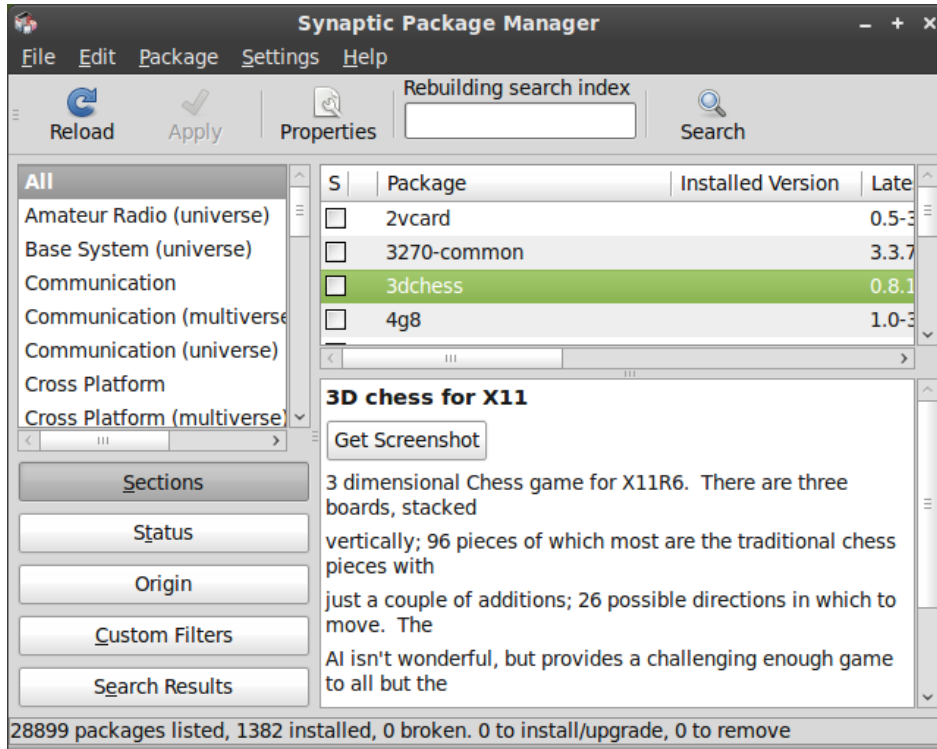 Synaptic Package Manager
File Edit Package Settings Help
Reload
Apply
Properties
Rebuilding search index
Search
All
Amateur Radio (universe)
Base System (universe)
Communication
Communication (multiverse
Communication (universe)
Cross Platform
Cross Platform (multiverse)
S Package Installed Version Late
2vcard 0.5-3
3270-common 3.3.7
3dchess 0.8.1
4g8 1.0-3
Sections
Status
Origin
Custom Filters
Search Results
3D chess for X11
Get Screenshot
3 dimensional Chess game for X11R6. There are three
boards, stacked
vertically; 96 pieces of which most are the traditional chess
pieces with
just a couple of additions; 26 possible directions in which to
move. The
AI isn't wonderful, but provides a challenging enough game
to all but the
28899 packages listed, 1382 installed, 0 broken. 0 to install/upgrade, 0 to remove